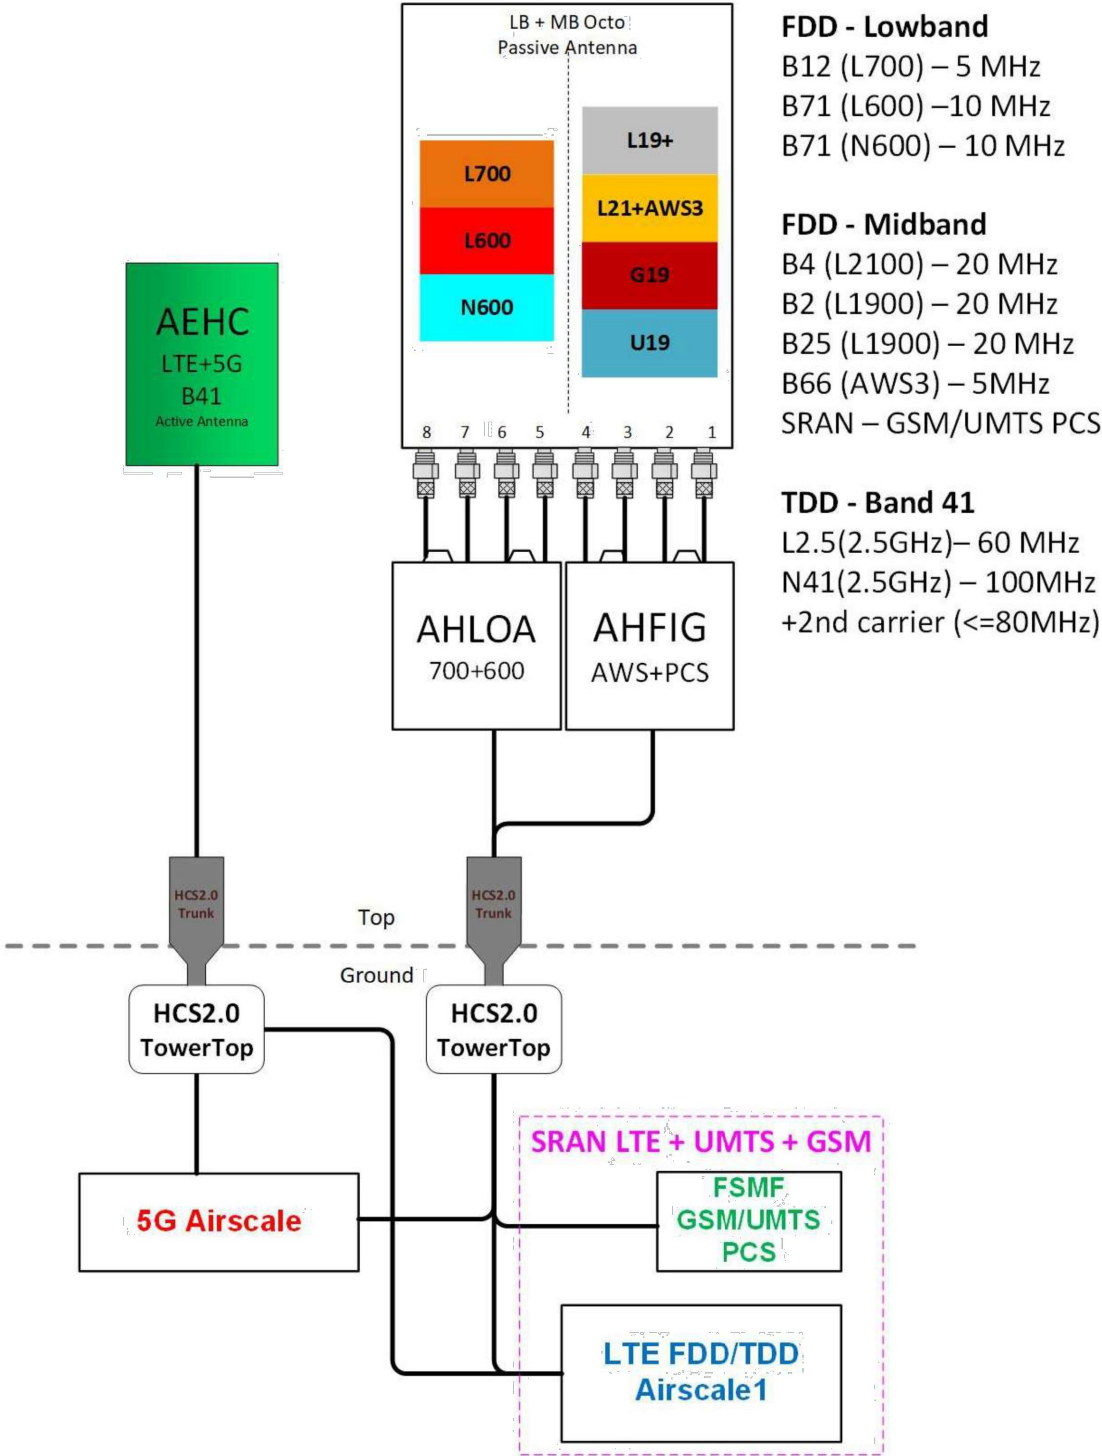 LB + MB Octo
Passive Antenna
L700
L600
N600
L19+
L21+AWS3
G19
U19
8 7 6 5 4 3 2 1
AEHC
LTE+5G
B41
Active Antenna
AHLOA
700+600
AHFIG
AWS+PCS
FDD - Lowband
B12 (L700) – 5 MHz
B71 (L600) –10 MHz
B71 (N600) – 10 MHz
FDD - Midband
B4 (L2100) – 20 MHz
B2 (L1900) – 20 MHz
B25 (L1900) – 20 MHz
B66 (AWS3) – 5MHz
SRAN – GSM/UMTS PCS
TDD - Band 41
L2.5(2.5GHz)– 60 MHz
N41(2.5GHz) – 100MHz
+2nd carrier (<=80MHz)
HCS2.0
Trunk
HCS2.0
Trunk
Top
Ground
HCS2.0
TowerTop
HCS2.0
TowerTop
5G Airscale
SRAN LTE + UMTS + GSM
FSMF
GSM/UMTS
PCS
LTE FDD/TDD
Airscale1